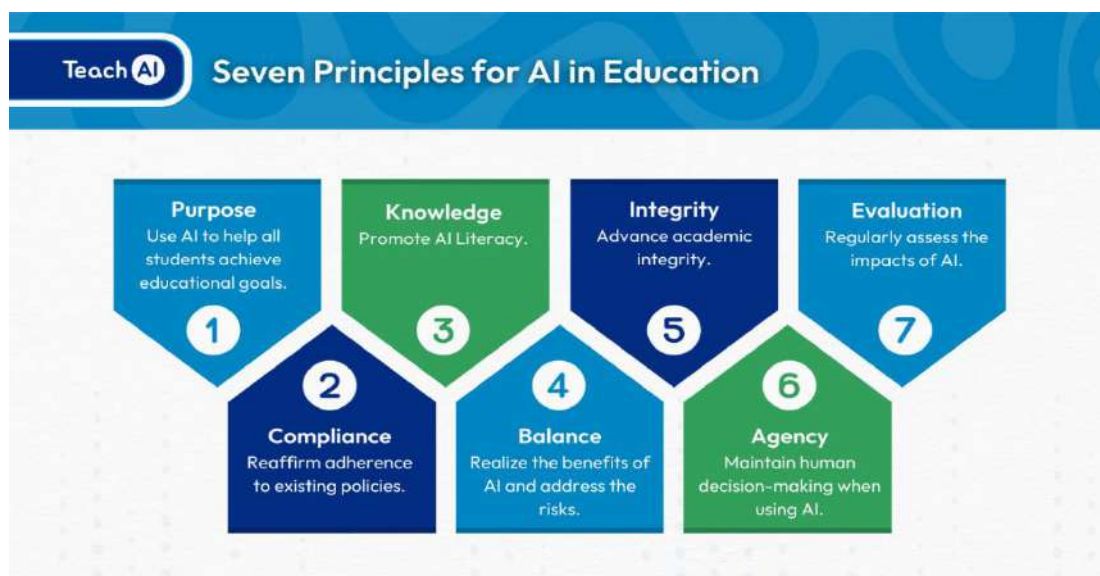 Teach AI
Seven Principles for AI in Education
Purpose
Use AI to help all
students achieve
educational goals.
1
2
Compliance
Reaffirm adherence
to existing policies.
Knowledge
Promote AI Literacy.
3
4
Balance
Realize the benefits of
AI and address the
risks.
Integrity
Advance academic
integrity.
5
6
Agency
Maintain human
decision-making when
using AI.
Evaluation
Regularly assess the
impacts of AI.
7